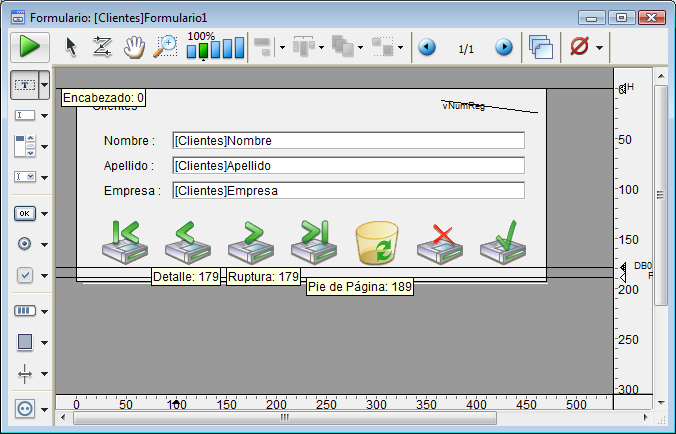 Formulario: [Clientes]Formulario1
100%
1/1
Encabezado: 0
Clientes
vNumReg
H
0
Nombre :
[Clientes]Nombre
50
Apellido :
[Clientes]Apellido
Empresa :
[Clientes]Empresa
100
OK
150
Detalle: 179
Ruptura: 179
DB0
Pie de Página: 189
200
250
300
0
50
100
150
200
250
300
350
400
450
500